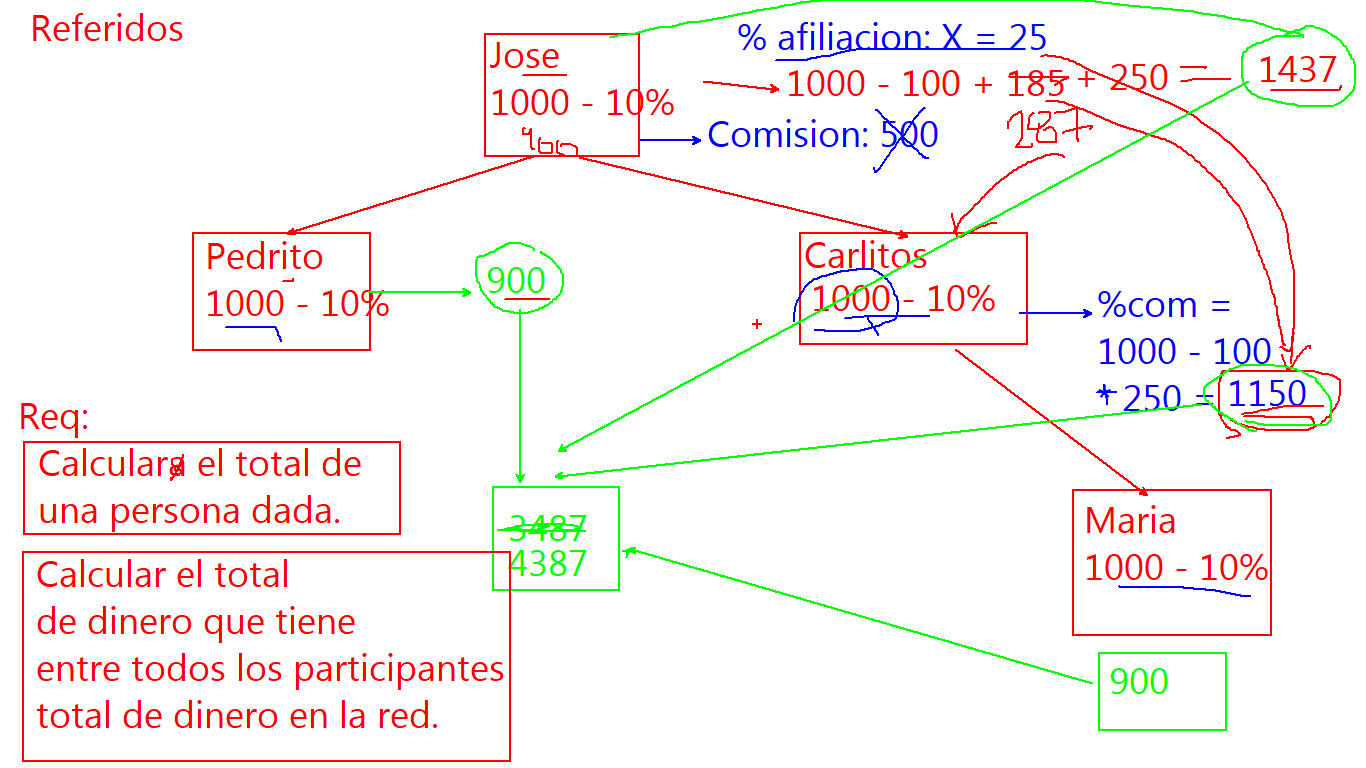 Referidos
Jose
1000 - 10%
400
% afiliacion: X = 25
1000 - 100 + 185 + 250 =
1437
Comision: 500
287
Pedrito
1000 - 10%
900
Carlitos
1000 - 10%
+
%com =
1000 - 100
* 250 = 1150
Req:
Calculara el total de
una persona dada.
3487
4387
Maria
1000 - 10%
Calcular el total
de dinero que tiene
entre todos los participantes
total de dinero en la red.
900